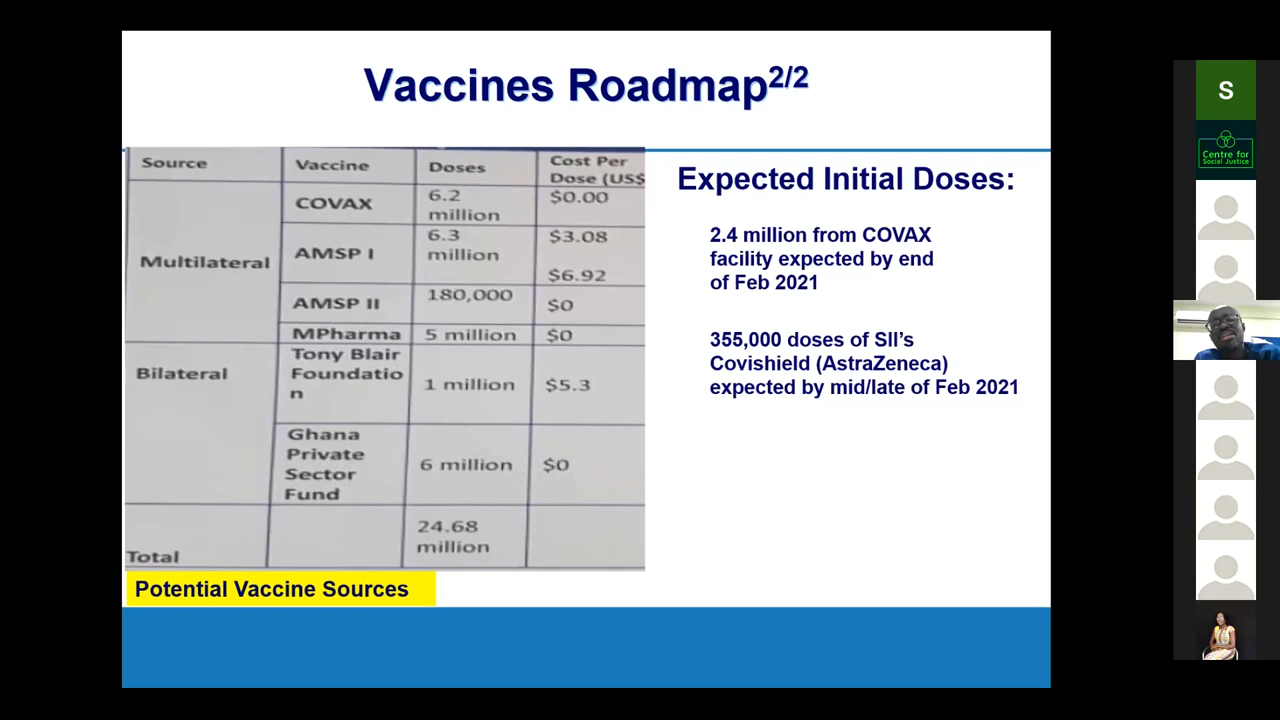 Vaccines Roadmap2/2
Source Vaccine Doses Cost Per
Dose (US$
Multilateral
COVAX
6.2
million
$0.00
AMSP I
6.3
million
$3.08
$6.92
AMSP II
180,000
$0
MPharma
5 million
$0
Bilateral
Tony Blair
Foundatio
n
1 million
$5.3
Ghana
Private
Sector
Fund
6 million
$0
Total
24.68
million
Potential Vaccine Sources
Expected Initial Doses:
2.4 million from COVAX
facility expected by end
of Feb 2021
355,000 doses of SII’s
Covishield (AstraZeneca)
expected by mid/late of Feb 2021
S
Centre for
Social Justice